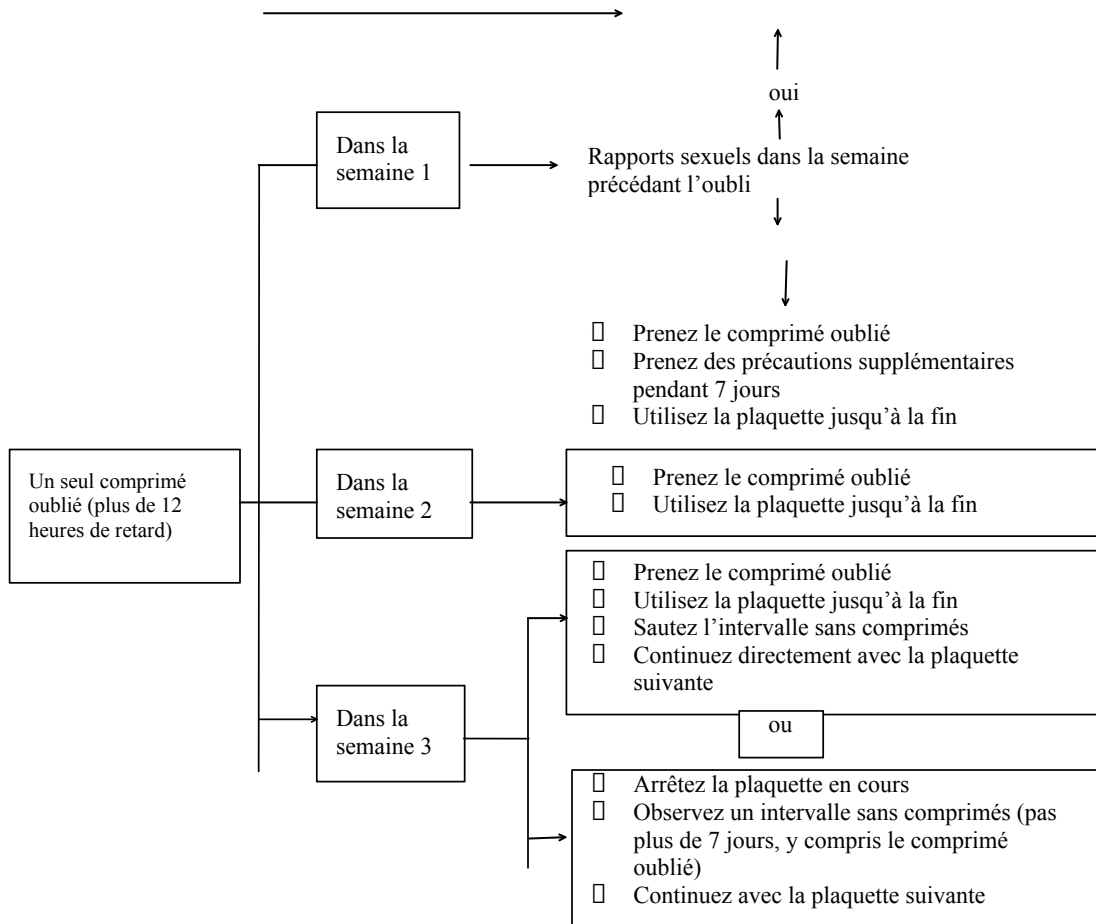 oui
Dans la
semaine 1
Rapports sexuels dans la semaine
précédant l’oubli
Prenez le comprimé oublié
Prenez des précautions supplémentaires
pendant 7 jours
Utilisez la plaquette jusqu’à la fin
Un seul comprimé
oublié (plus de 12
heures de retard)
Dans la
semaine 2
Prenez le comprimé oublié
Utilisez la plaquette jusqu’à la fin
Prenez le comprimé oublié
Utilisez la plaquette jusqu’à la fin
Sautez l’intervalle sans comprimés
Continuez directement avec la plaquette
suivante
Dans la
semaine 3
ou
Arrêtez la plaquette en cours
Observez un intervalle sans comprimés (pas
plus de 7 jours, y compris le comprimé
oublié)
Continuez avec la plaquette suivante